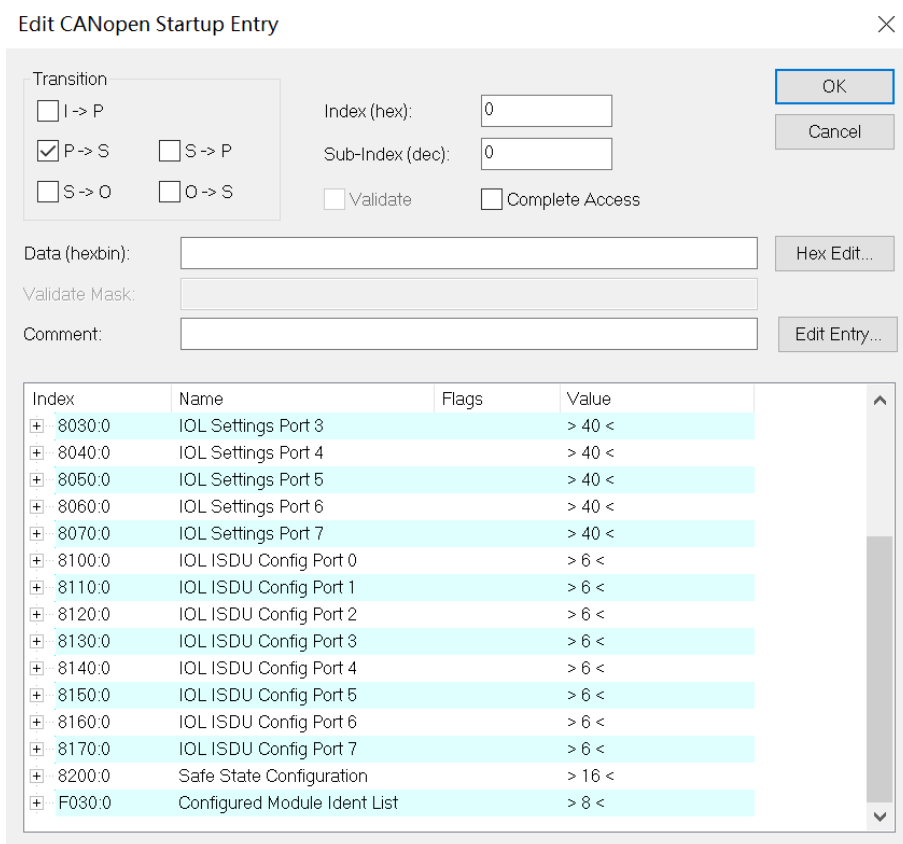 Edit CANopen Startup Entry
Transition
I -> P
P -> S
S -> P
S -> O
O -> S
Index (hex):
0
Sub-Index (dec):
0
Validate
Complete Access
OK
Cancel
Data (hexbin):
Hex Edit...
Validate Mask:
Comment:
Edit Entry...
Index Name Flags Value
8030:0 IOL Settings Port 3 > 40 <
8040:0 IOL Settings Port 4 > 40 <
8050:0 IOL Settings Port 5 > 40 <
8060:0 IOL Settings Port 6 > 40 <
8070:0 IOL Settings Port 7 > 40 <
8100:0 IOL ISDU Config Port 0 > 6 <
8110:0 IOL ISDU Config Port 1 > 6 <
8120:0 IOL ISDU Config Port 2 > 6 <
8130:0 IOL ISDU Config Port 3 > 6 <
8140:0 IOL ISDU Config Port 4 > 6 <
8150:0 IOL ISDU Config Port 5 > 6 <
8160:0 IOL ISDU Config Port 6 > 6 <
8170:0 IOL ISDU Config Port 7 > 6 <
8200:0 Safe State Configuration > 16 <
F030:0 Configured Module Ident List > 8 <